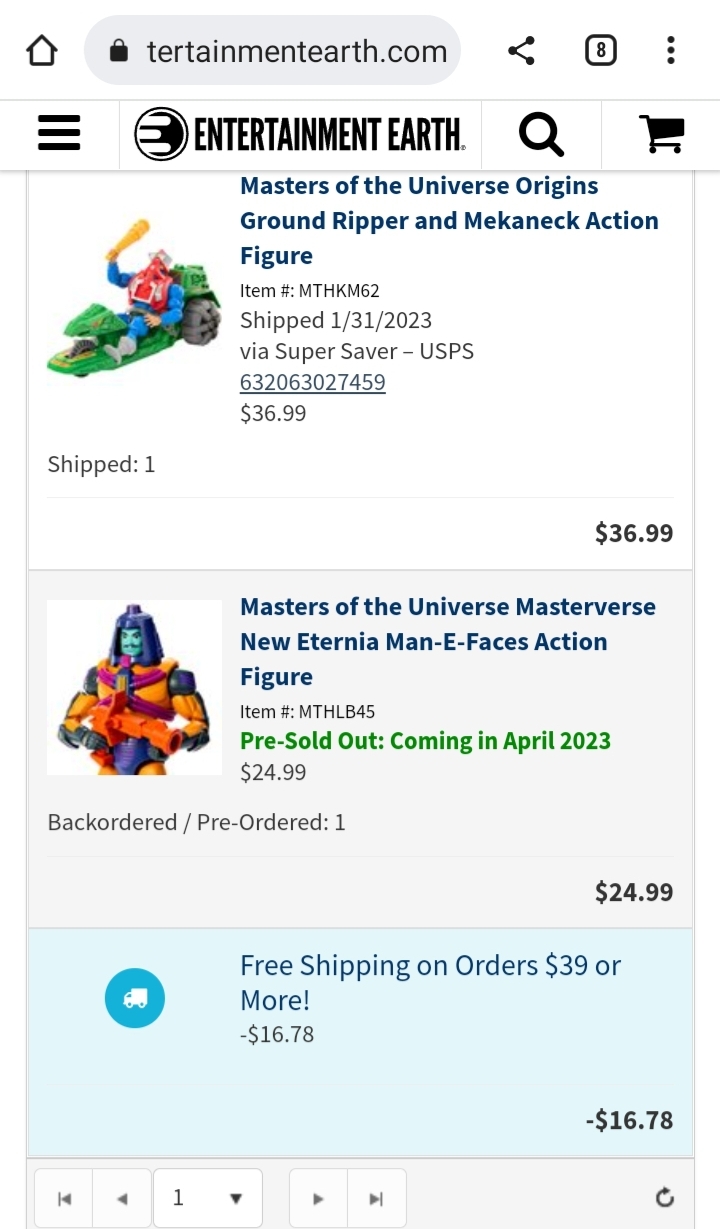 tertainmentearth.com
8
ENTERTAINMENT EARTH
Masters of the Universe Origins
Ground Ripper and Mekaneck Action
Figure
Item #: MTHKM62
Shipped 1/31/2023
via Super Saver – USPS
632063027459
$36.99
Shipped: 1
$36.99
Masters of the Universe Masterverse
New Eternia Man-E-Faces Action
Figure
Item #: MTHLB45
Pre-Sold Out: Coming in April 2023
$24.99
Backordered / Pre-Ordered: 1
$24.99
Free Shipping on Orders $39 or
More!
-$16.78
-$16.78
1